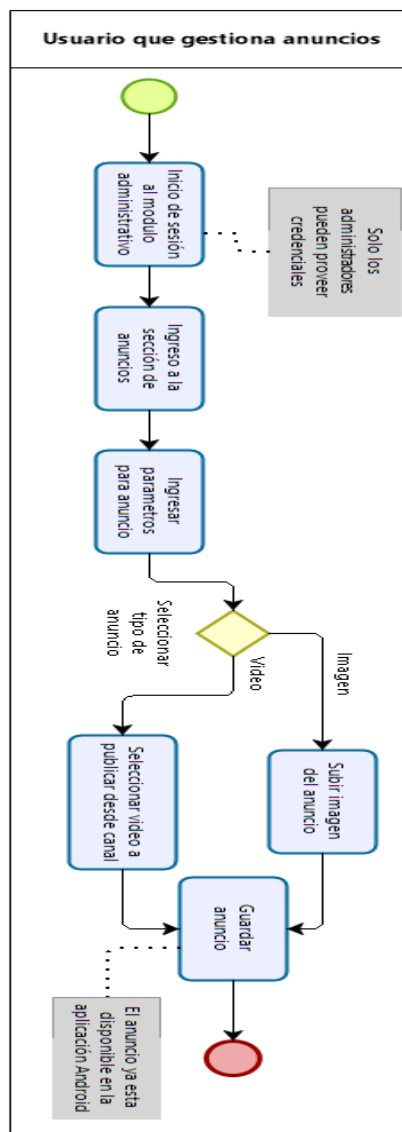 Usuario que gestiona anuncios
Solo los
administradores
pueden proveer
credenciales
Inicio de sesión
al modulo
administrativo
Ingreso a la
sección de
anuncios
Ingresar
parametros
para anuncio
Seleccionar
tipo de
anuncio
Imagen
Video
Subir imagen
del anuncio
Seleccionar video a
publicar desde canal
Guardar
anuncio
El anuncio ya esta
disponible en la
aplicación Android